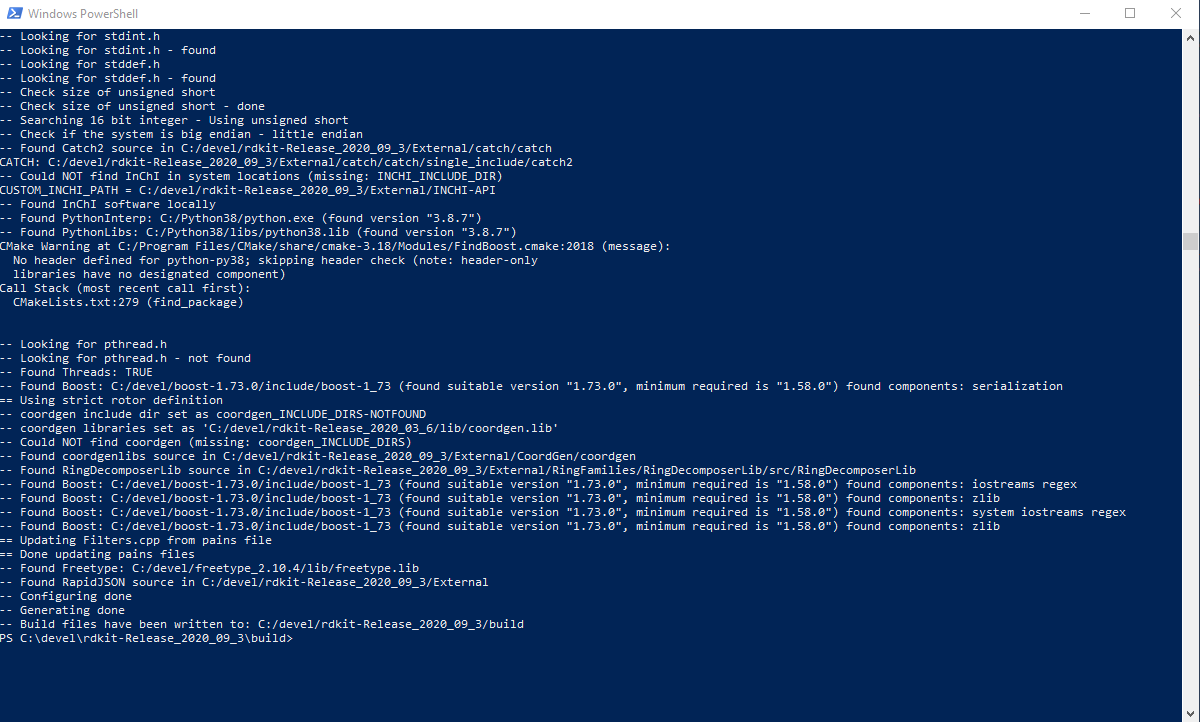 Windows PowerShell
-- Looking for stdint.h
-- Looking for stdint.h - found
-- Looking for stddef.h
-- Looking for stddef.h - found
-- Check size of unsigned short
-- Check size of unsigned short - done
-- Searching 16 bit integer - Using unsigned short
-- Check if the system is big endian - little endian
-- Found Catch2 source in C:/devel/rdkit-Release_2020_09_3/External/catch/catch
CATCH: C:/devel/rdkit-Release_2020_09_3/External/catch/catch/single_include/catch2
-- Could NOT find InChI in system locations (missing: INCHI_INCLUDE_DIR)
CUSTOM_INCHI_PATH = C:/devel/rdkit-Release_2020_09_3/External/INCHI-API
-- Found InChI software locally
-- Found PythonInterp: C:/Python38/python.exe (found version "3.8.7")
-- Found PythonLibs: C:/Python38/libs/python38.lib (found version "3.8.7")
CMake Warning at C:/Program Files/CMake/share/cmake-3.18/Modules/FindBoost.cmake:2018 (message):
  No header defined for python-py38; skipping header check (note: header-only
  libraries have no designated component)
Call Stack (most recent call first):
  CMakeLists.txt:279 (find_package)
-- Looking for pthread.h
-- Looking for pthread.h - not found
-- Found Threads: TRUE
-- Found Boost: C:/devel/boost-1.73.0/include/boost-1_73 (found suitable version "1.73.0", minimum required is "1.58.0") found components: serialization
== Using strict rotor definition
-- coordgen include dir set as coordgen_INCLUDE_DIRS-NOTFOUND
-- coordgen libraries set as 'C:/devel/rdkit-Release_2020_03_6/lib/coordgen.lib'
-- Could NOT find coordgen (missing: coordgen_INCLUDE_DIRS)
-- Found coordgenlibs source in C:/devel/rdkit-Release_2020_09_3/External/CoordGen/coordgen
-- Found RingDecomposerLib source in C:/devel/rdkit-Release_2020_09_3/External/RingFamilies/RingDecomposerLib/src/RingDecomposerLib
-- Found Boost: C:/devel/boost-1.73.0/include/boost-1_73 (found suitable version "1.73.0", minimum required is "1.58.0") found components: iostreams regex
-- Found Boost: C:/devel/boost-1.73.0/include/boost-1_73 (found suitable version "1.73.0", minimum required is "1.58.0") found components: zlib
-- Found Boost: C:/devel/boost-1.73.0/include/boost-1_73 (found suitable version "1.73.0", minimum required is "1.58.0") found components: system iostreams regex
-- Found Boost: C:/devel/boost-1.73.0/include/boost-1_73 (found suitable version "1.73.0", minimum required is "1.58.0") found components: zlib
== Updating Filters.cpp from pains file
== Done updating pains files
-- Found Freetype: C:/devel/freetype_2.10.4/lib/freetype.lib
-- Found RapidJSON source in C:/devel/rdkit-Release_2020_09_3/External
-- Configuring done
-- Generating done
-- Build files have been written to: C:/devel/rdkit-Release_2020_09_3/build
PS C:\devel\rdkit-Release_2020_09_3\build>